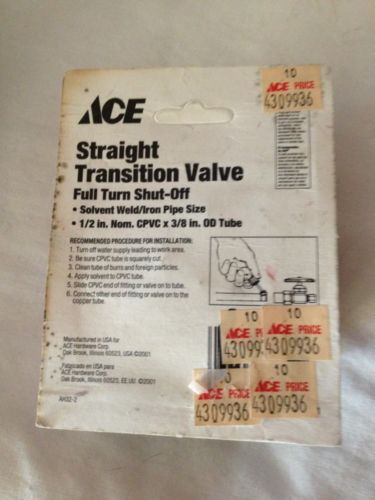 10
ACE PRICE
4309936
ACE
Straight
Transition Valve
Full Turn Shut-Off
• Solvent Weld/Iron Pipe Size
• 1/2 in. Nom. CPVC x 3/8 in. OD Tube
RECOMMENDED PROCEDURE FOR INSTALLATION:
1. Turn off water supply leading to work area.
2. Be sure CPVC tube is squarely cut.
3. Clean tube of burrs and foreign particles.
4. Apply solvent to CPVC tube.
5. Slide CPVC end of fitting or valve on to tube.
6. Connect other end of fitting or valve on to the
copper tube.
Manufactured in USA for
ACE Hardware Corp.
Oak Brook, Illinois 60523, USA ©2001
Fabricado en USA para
ACE Hardware Corp.
Oak Brook, Illinois 60523, EE.UU. ©2001
AK02-2
10
ACE
43099
10
ACE PRICE
4309936
ACE
4309936
10
ACE PRICE
4309936